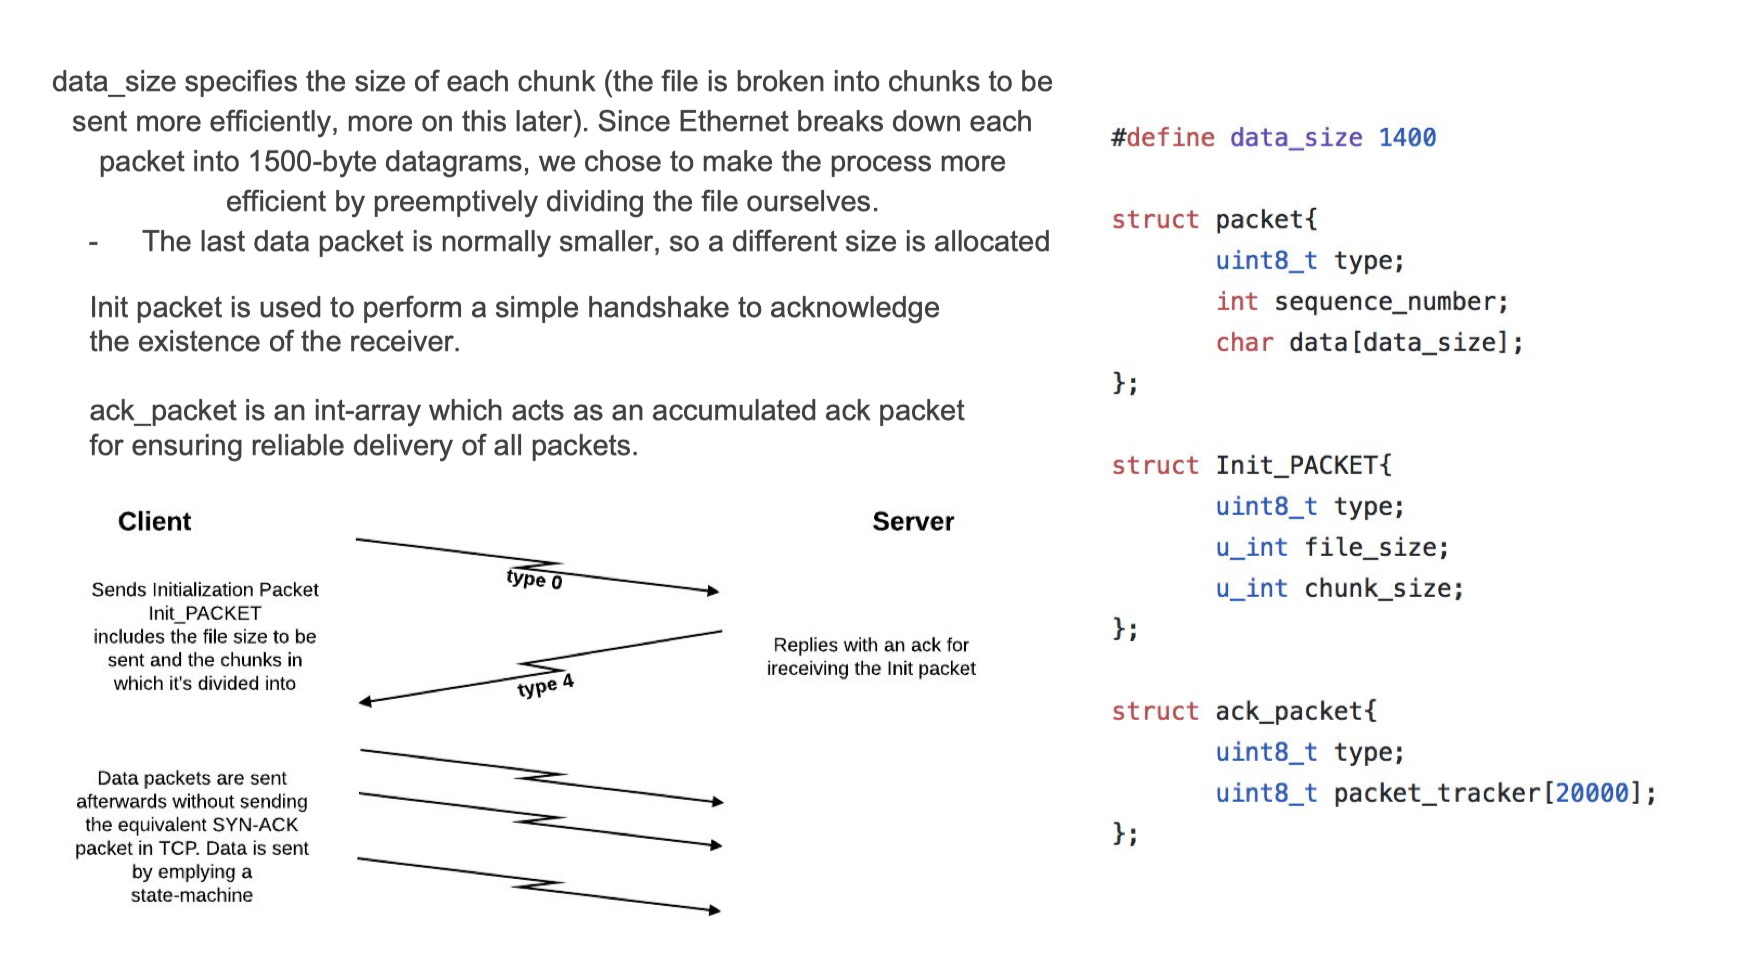 data_size specifies the size of each chunk (the file is broken into chunks to be
sent more efficiently, more on this later). Since Ethernet breaks down each
packet into 1500-byte datagrams, we chose to make the process more
efficient by preemptively dividing the file ourselves.
- The last data packet is normally smaller, so a different size is allocated
Init packet is used to perform a simple handshake to acknowledge
the existence of the receiver.
ack_packet is an int-array which acts as an accumulated ack packet
for ensuring reliable delivery of all packets.
Client
Server
type 0
Sends Initialization Packet
Init_PACKET
includes the file size to be
sent and the chunks in
which it's divided into
Replies with an ack for
ireceiving the Init packet
type 4
Data packets are sent
afterwards without sending
the equivalent SYN-ACK
packet in TCP. Data is sent
by emplying a
state-machine
#define data_size 1400
struct packet{
uint8_t type;
int sequence_number;
char data[data_size];
};
struct Init_PACKET{
uint8_t type;
u_int file_size;
u_int chunk_size;
};
struct ack_packet{
uint8_t type;
uint8_t packet_tracker[20000];
};